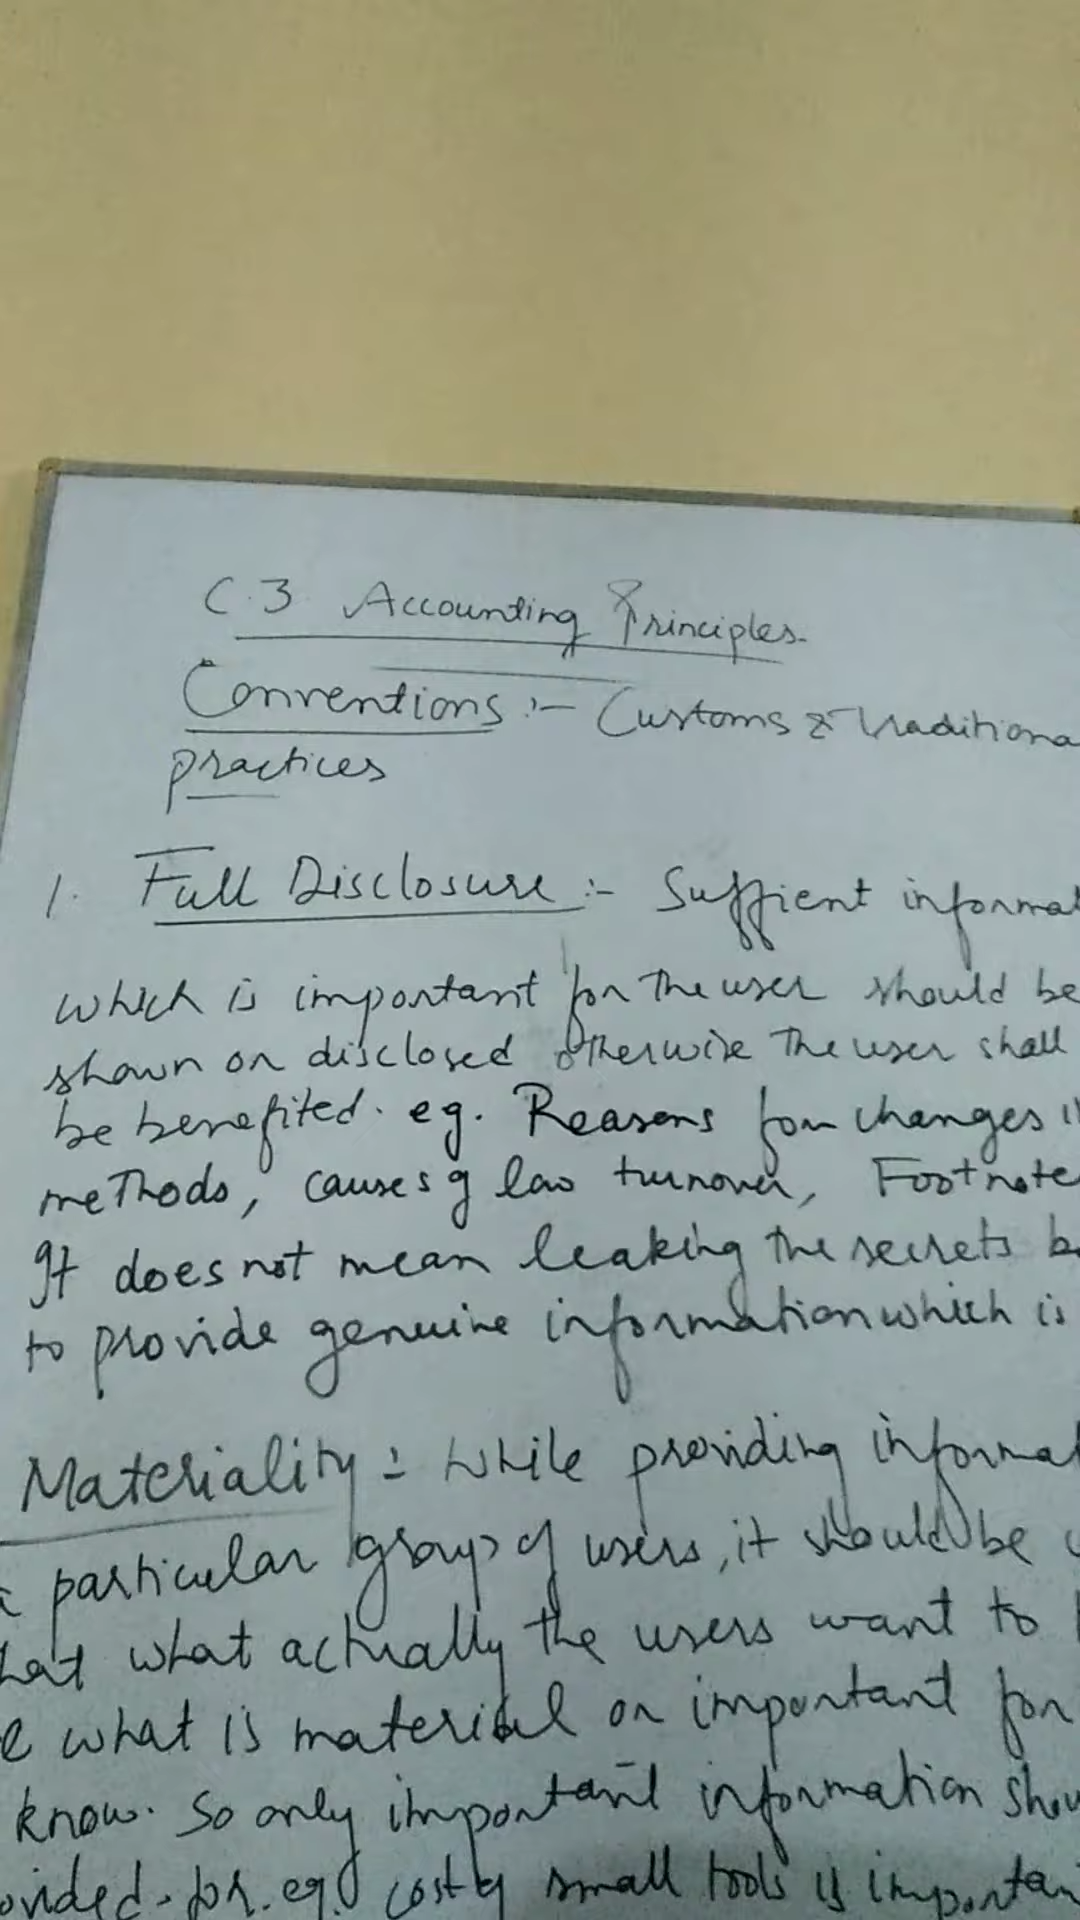 C.3 Accounting Principles.
Conventions :- Customs & Traditiona
practices
1. Full Disclosure :- Suffient informat
which is important for the user should be
shown or disclosed otherwise the user shall
be benefited. eg. Reasons for changes i
methods, causes of low turnover, Footnote
It does not mean leaking the secrets b
to provide genuine information which is
Materiality :- While providing informat
a particular group of users, it should be
that what actually the users want to k
e what is material or important for
know. So only important information shou
ovided. for. eg. cost of small tools is importan